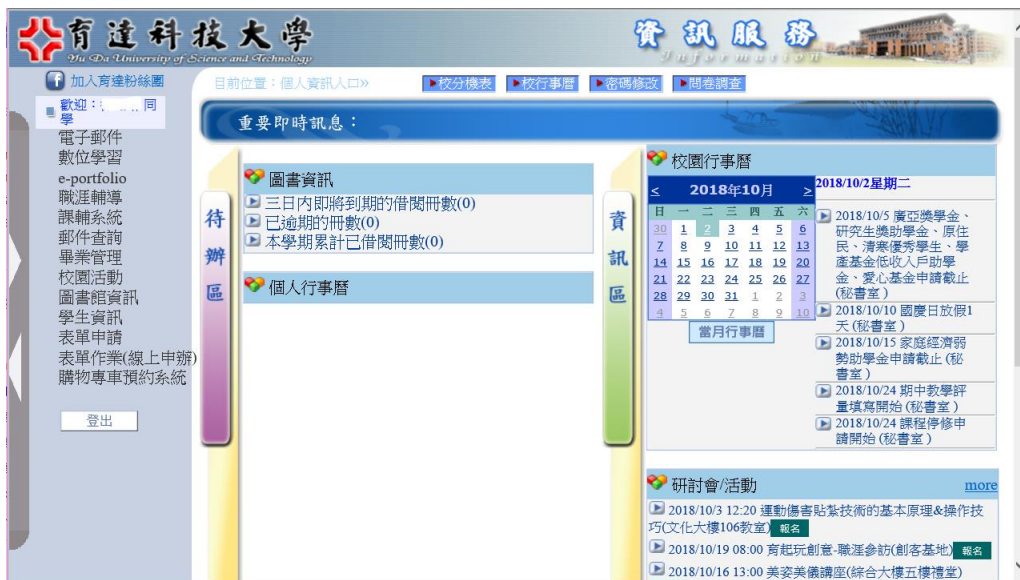 育達科技大學
Yu Da University of Science and Technology
資訊服務
Information
加入育達粉絲團
目前位置：個人資訊入口»
校分機表
校行事曆
密碼修改
問卷調查
歡迎：
同
學
電子郵件
數位學習
e-portfolio
職涯輔導
課輔系統
郵件查詢
畢業管理
校園活動
圖書館資訊
學生資訊
表單申請
表單作業(線上申辦)
購物專車預約系統
登出
重要即時訊息：
待辦區
圖書資訊
三日內即將到期的借閱冊數(0)
已逾期的冊數(0)
本學期累計已借閱冊數(0)
個人行事曆
資訊區
校園行事曆
< 2018年10月 >
日 一 二 三 四 五 六
30 1 2 3 4 5 6
7 8 9 10 11 12 13
14 15 16 17 18 19 20
21 22 23 24 25 26 27
28 29 30 31 1 2 3
4 5 6 7 8 9 10
當月行事曆
2018/10/2星期二
2018/10/5 廣亞獎學金、
研究生獎助學金、原住
民、清寒優秀學生、學
產基金低收入戶助學
金、愛心基金申請截止
(秘書室)
2018/10/10 國慶日放假1
天 (秘書室)
2018/10/15 家庭經濟弱
勢助學金申請截止 (秘
書室)
2018/10/24 期中教學評
量填寫開始 (秘書室)
2018/10/24 課程停修申
請開始 (秘書室)
研討會/活動
more
2018/10/3 12:20 運動傷害貼紮技術的基本原理&操作技
巧(文化大樓106教室) 報名
2018/10/19 08:00 育起玩創意-職涯參訪(創客基地) 報名
2018/10/16 13:00 美姿美儀講座(綜合大樓五樓禮堂)